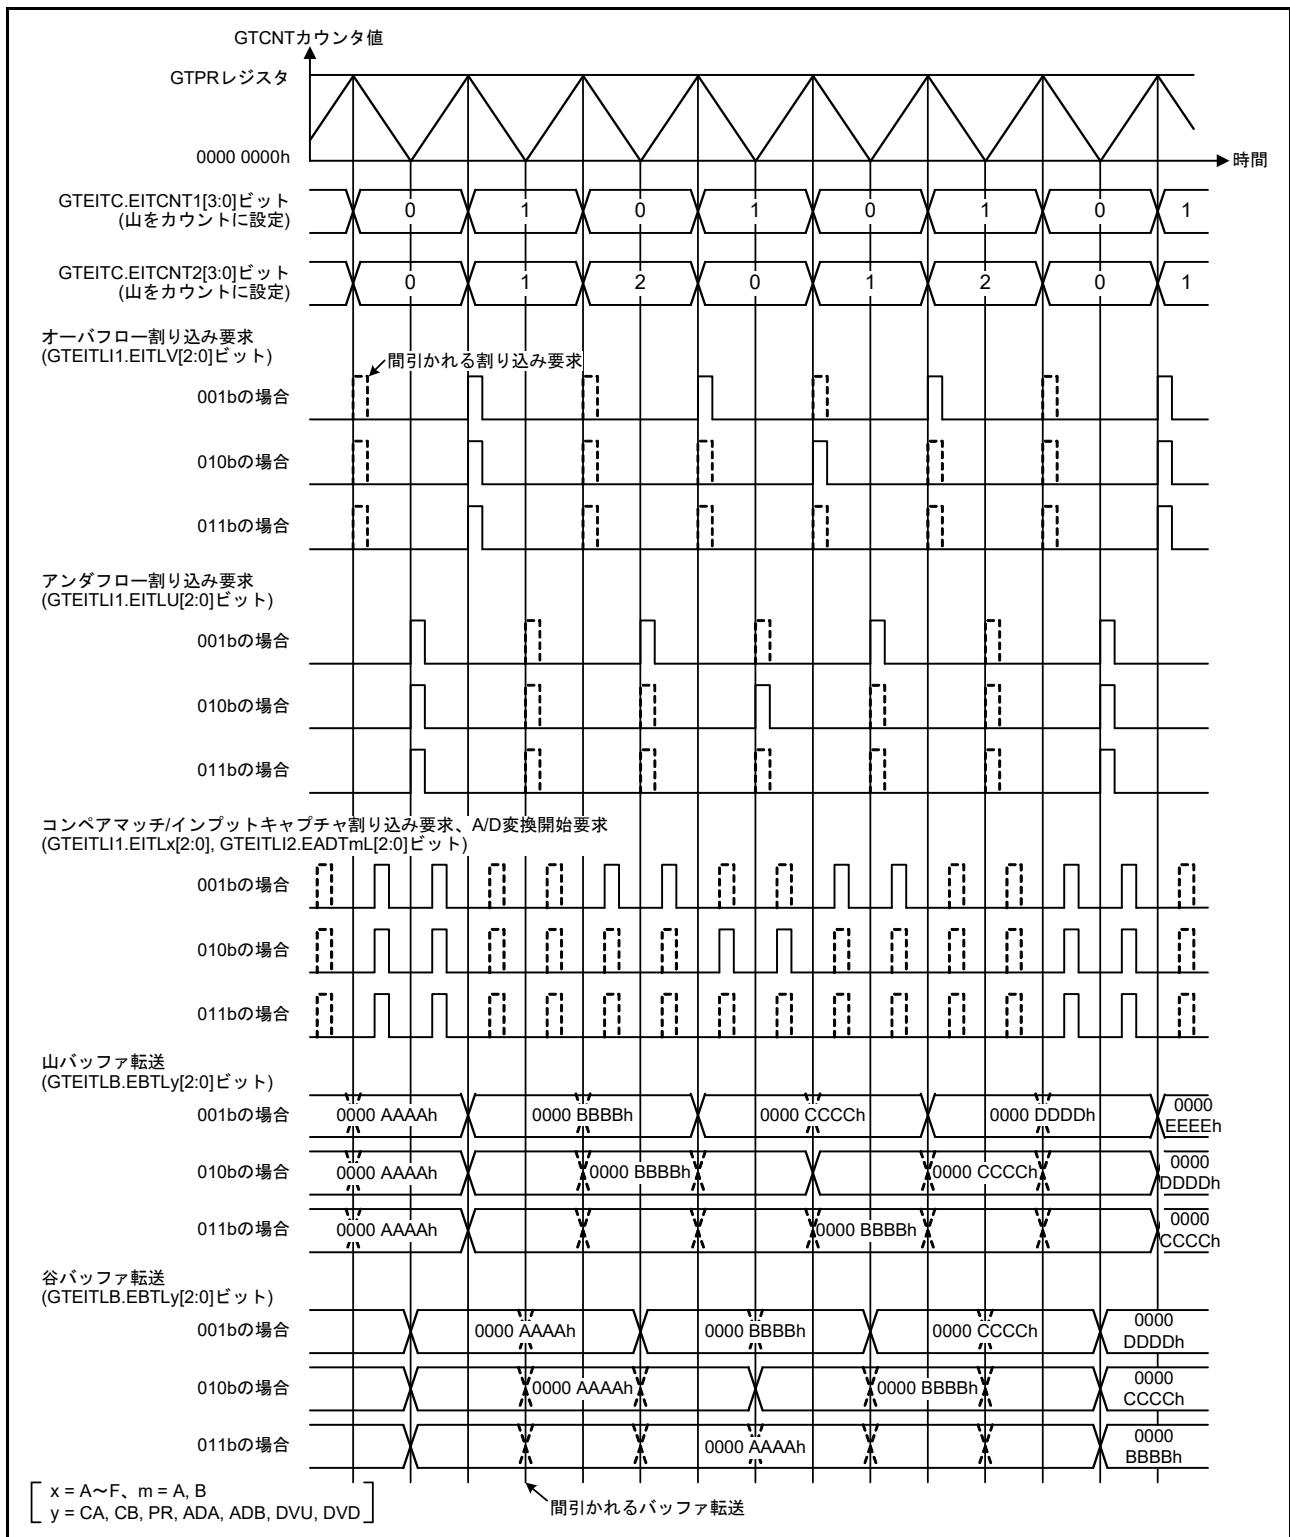 GTCNTカウンタ値
GTPRレジスタ
0000 0000h
時間
GTEITC.EITCNT1[3:0]ビット
(山をカウントに設定)
0 1 0 1 0 1 0 1
GTEITC.EITCNT2[3:0]ビット
(山をカウントに設定)
0 1 2 0 1 2 0 1
オーバフロー割り込み要求
(GTEITLI1.EITLV[2:0]ビット)
間引かれる割り込み要求
001bの場合
010bの場合
011bの場合
アンダフロー割り込み要求
(GTEITLI1.EITLU[2:0]ビット)
001bの場合
010bの場合
011bの場合
コンペアマッチ/インプットキャプチャ割り込み要求、A/D変換開始要求
(GTEITLI1.EITLx[2:0], GTEITLI2.EADTmL[2:0]ビット)
001bの場合
010bの場合
011bの場合
山バッファ転送
(GTEITLB.EBTLy[2:0]ビット)
001bの場合 0000 AAAAh 0000 BBBBh 0000 CCCCh 0000 DDDDh 0000
EEEEh
010bの場合 0000 AAAAh 0000 BBBBh 0000 CCCCh 0000
DDDDh
011bの場合 0000 AAAAh 0000 BBBBh 0000
CCCCh
谷バッファ転送
(GTEITLB.EBTLy[2:0]ビット)
001bの場合 0000 AAAAh 0000 BBBBh 0000 CCCCh 0000
DDDDh
010bの場合 0000 AAAAh 0000 BBBBh 0000
CCCCh
011bの場合 0000 AAAAh 0000
BBBBh
x = A～F、m = A, B
y = CA, CB, PR, ADA, ADB, DVU, DVD
間引かれるバッファ転送